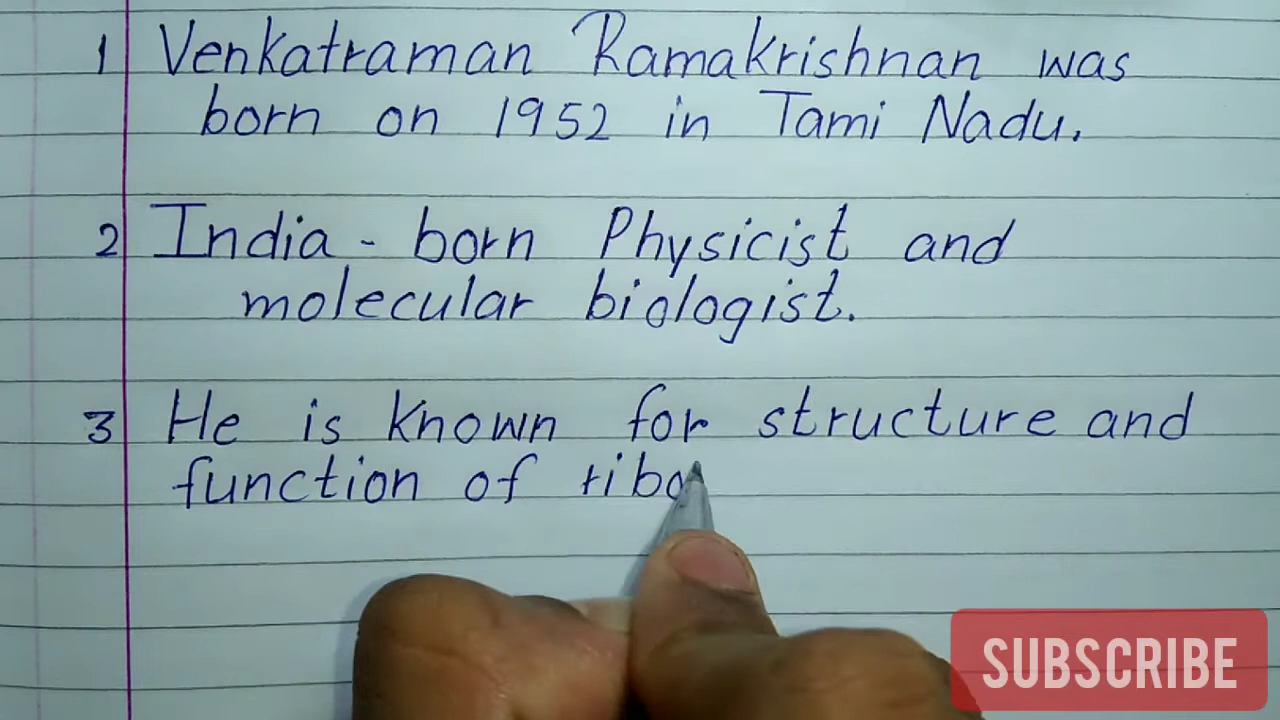 1 Venkatraman Ramakrishnan was
born on 1952 in Tami Nadu.
2 India - born Physicist and
molecular biologist.
3 He is known for structure and
function of ribo
SUBSCRIBE